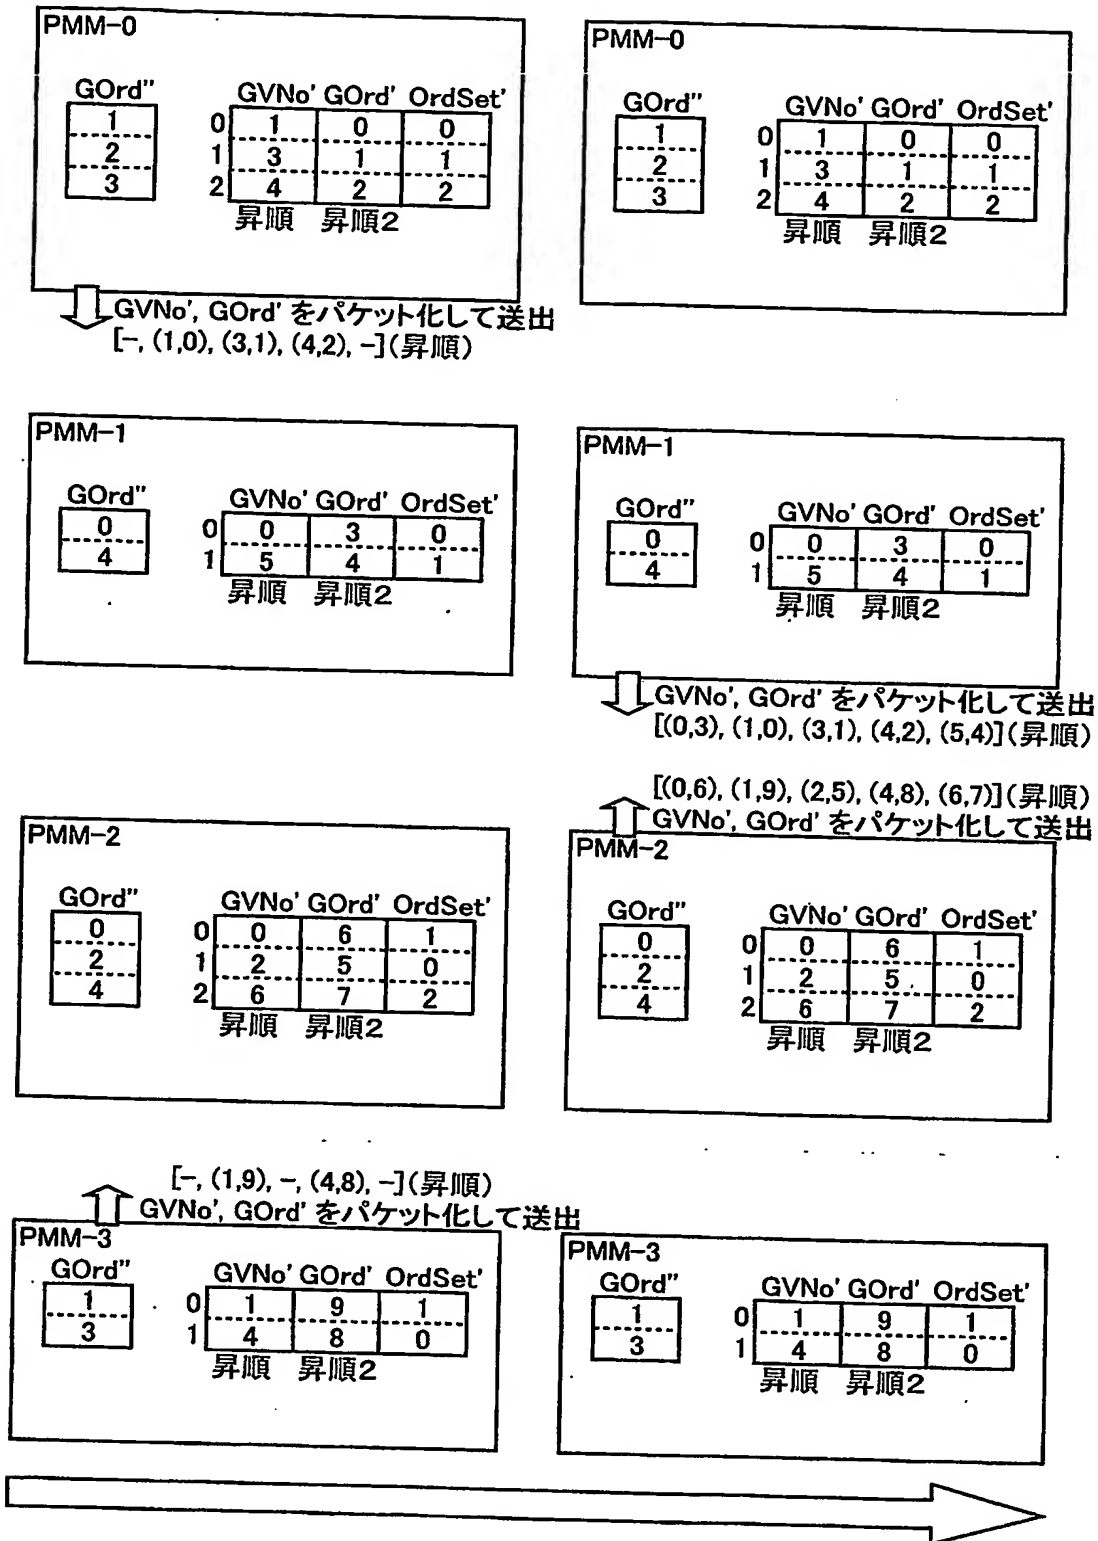 PMM-0
GOord"
1
2
3
GVNo' GOrd' OrdSet'
0 1 0 0
1 3 1 1
2 4 2 2
昇順 昇順2
GVNo', GOrd' をパケット化して送出
[-, (1,0), (3,1), (4,2), -](昇順)
PMM-1
GOrd"
0
4
GVNo' GOrd' OrdSet'
0 0 3 0
1 5 4 1
昇順 昇順2
PMM-2
GOrd"
0
2
4
GVNo' GOrd' OrdSet'
0 0 6 1
1 2 5 0
2 6 7 2
昇順 昇順2
[-, (1,9), -, (4,8), -](昇順)
GVNo', GOrd' をパケット化して送出
PMM-3
GOrd"
1
3
GVNo' GOrd' OrdSet'
0 1 9 1
1 4 8 0
昇順 昇順2
PMM-0
GOrd"
1
2
3
GVNo' GOrd' OrdSet'
0 1 0 0
1 3 1 1
2 4 2 2
昇順 昇順2
PMM-1
GOrd"
0
4
GVNo' GOrd' OrdSet'
0 0 3 0
1 5 4 1
昇順 昇順2
GVNo', GOrd' をパケット化して送出
[(0,3), (1,0), (3,1), (4,2), (5,4)](昇順)
[(0,6), (1,9), (2,5), (4,8), (6,7)](昇順)
GVNo', GOrd' をパケット化して送出
PMM-2
GOrd"
0
2
4
GVNo' GOrd' OrdSet'
0 0 6 1
1 2 5 0
2 6 7 2
昇順 昇順2
PMM-3
GOrd"
1
3
GVNo' GOrd' OrdSet'
0 1 9 1
1 4 8 0
昇順 昇順2